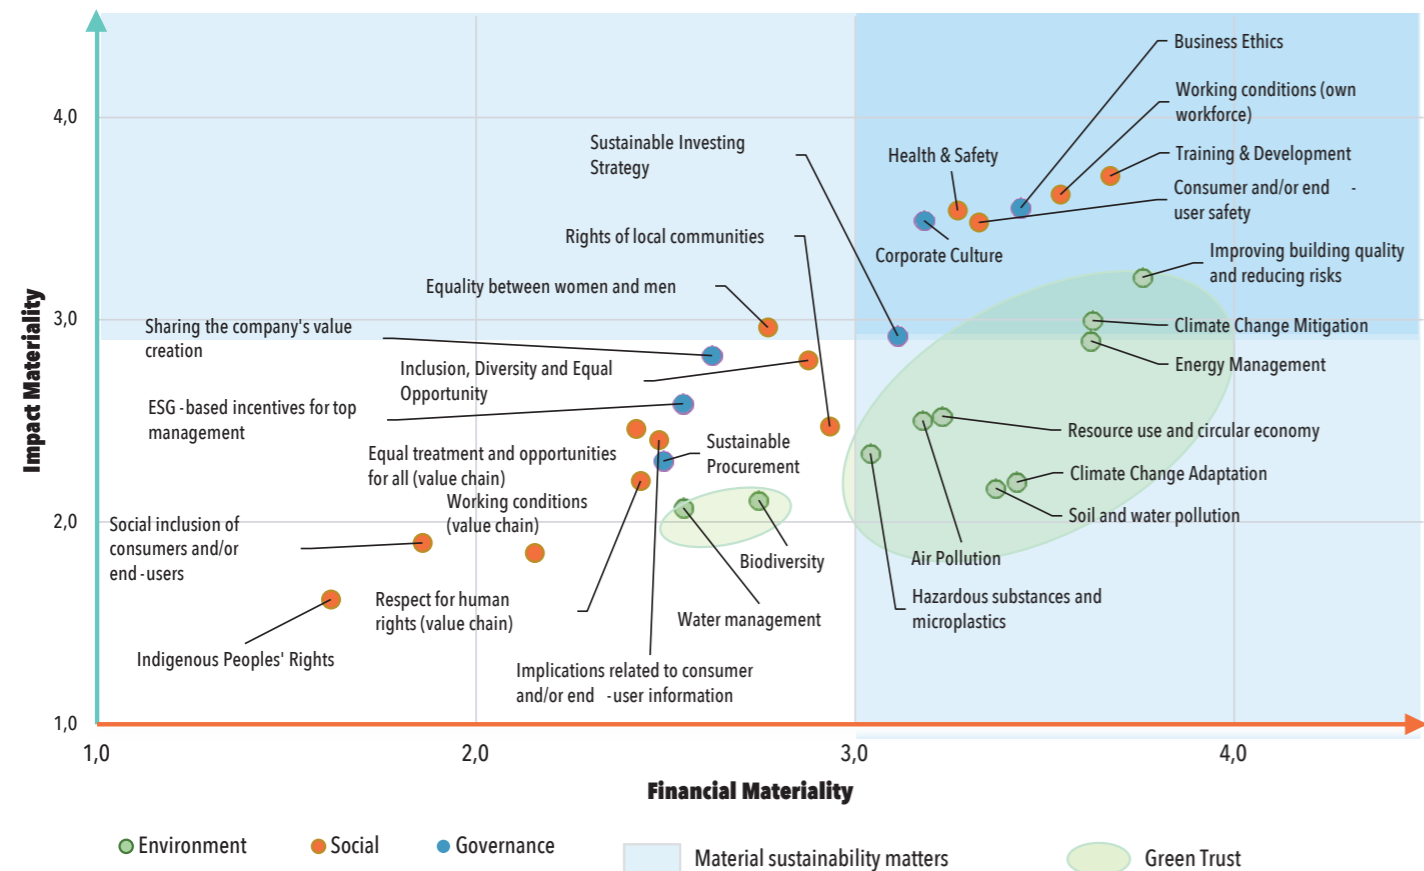 Business Ethics
4,0
Working conditions (own
workforce)
Sustainable Investing
Strategy
Health & Safety
Training & Development
Consumer and/or end -
user safety
Rights of local communities
Corporate Culture
Improving building quality
and reducing risks
Equality between women and men
3,0
Sharing the company's value
creation
Climate Change Mitigation
Inclusion, Diversity and Equal
Opportunity
Energy Management
ESG -based incentives for top
management
Impact Materiality
Resource use and circular economy
Equal treatment and opportunities
for all (value chain)
Sustainable
Procurement
Climate Change Adaptation
Working conditions
(value chain)
2,0
Social inclusion of
consumers and/or
end -users
Soil and water pollution
Biodiversity
Air Pollution
Respect for human
rights (value chain)
Water management
Hazardous substances and
microplastics
Indigenous Peoples' Rights
Implications related to consumer
and/or end -user information
1,0
1,0
2,0
3,0
4,0
Financial Materiality
Environment
Social
Governance
Material sustainability matters
Green Trust